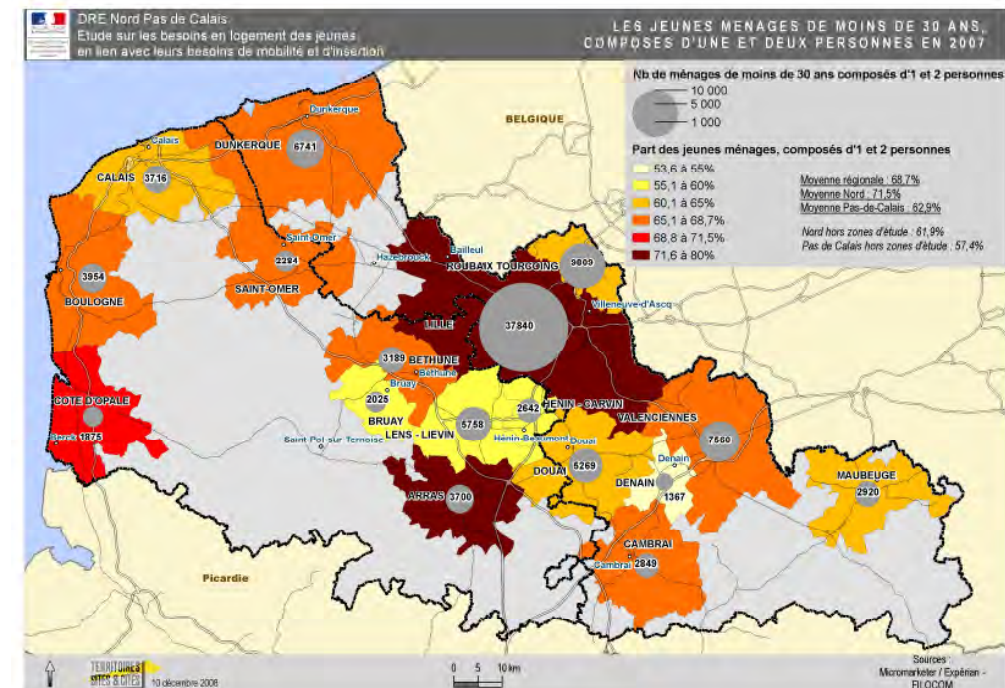 DRE Nord Pas de Calais
Etude sur les besoins en logement des jeunes
en lien avec leurs besoins de mobilité et d'insertion
LES JEUNES MENAGES DE MOINS DE 30 ANS,
COMPOSES D'UNE ET DEUX PERSONNES EN 2007
Nb de ménages de moins de 30 ans composés d'1 et 2 personnes
10 000
5 000
1 000
Part des jeunes ménages, composés d'1 et 2 personnes
53,6 à 55%
55,1 à 60%
60,1 à 65%
65,1 à 68,7%
68,8 à 71,5%
71,6 à 80%
Moyenne régionale : 68,7%
Moyenne Nord : 71,5%
Moyenne Pas-de-Calais : 62,9%
Nord hors zones d'étude : 61,9%
Pas de Calais hors zones d'étude : 57,4%
BELGIQUE
Dunkerque
DUNKERQUE
6741
Calais
CALAIS
3716
Saint-Omer
2284
SAINT-OMER
Hazebrouck
Bailleul
ROUBAIX TOURCOING
9809
Villeneuve-d'Ascq
3954
BOULOGNE
LILLE
37840
3189
BETHUNE
Béthune
Bruay
2025
BRUAY
LENS - LIEVIN
5758
2642
HENIN - CARVIN
Hénin-Beaumont
COTE D'OPALE
Berck
1875
Saint-Pol-sur-Ternoise
VALENCIENNES
7560
Douai
DOUAI
5269
Denain
DENAIN
1367
MAUBEUGE
2920
ARRAS
3700
CAMBRAI
Cambrai
2849
Picardie
TERRITOIRES
SITES & CITÉS
10 décembre 2008
0 5 10 km
Sources :
Micromarketer / Expérian -
FILOCOM